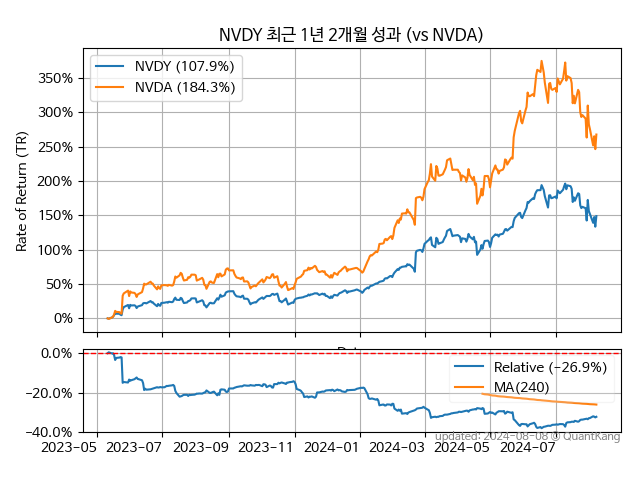 NVDY 최근 1년 2개월 성과 (vs NVDA)
NVDY (107.9%)
NVDA (184.3%)
Rate of Return (TR)
350%
300%
250%
200%
150%
100%
50%
0%
0.0%
−20.0%
−40.0%
Relative (−26.9%)
MA(240)
updated: 2024-08-08 © QuantKang
2023-05
2023-07
2023-09
2023-11
2024-01
2024-03
2024-05
2024-07